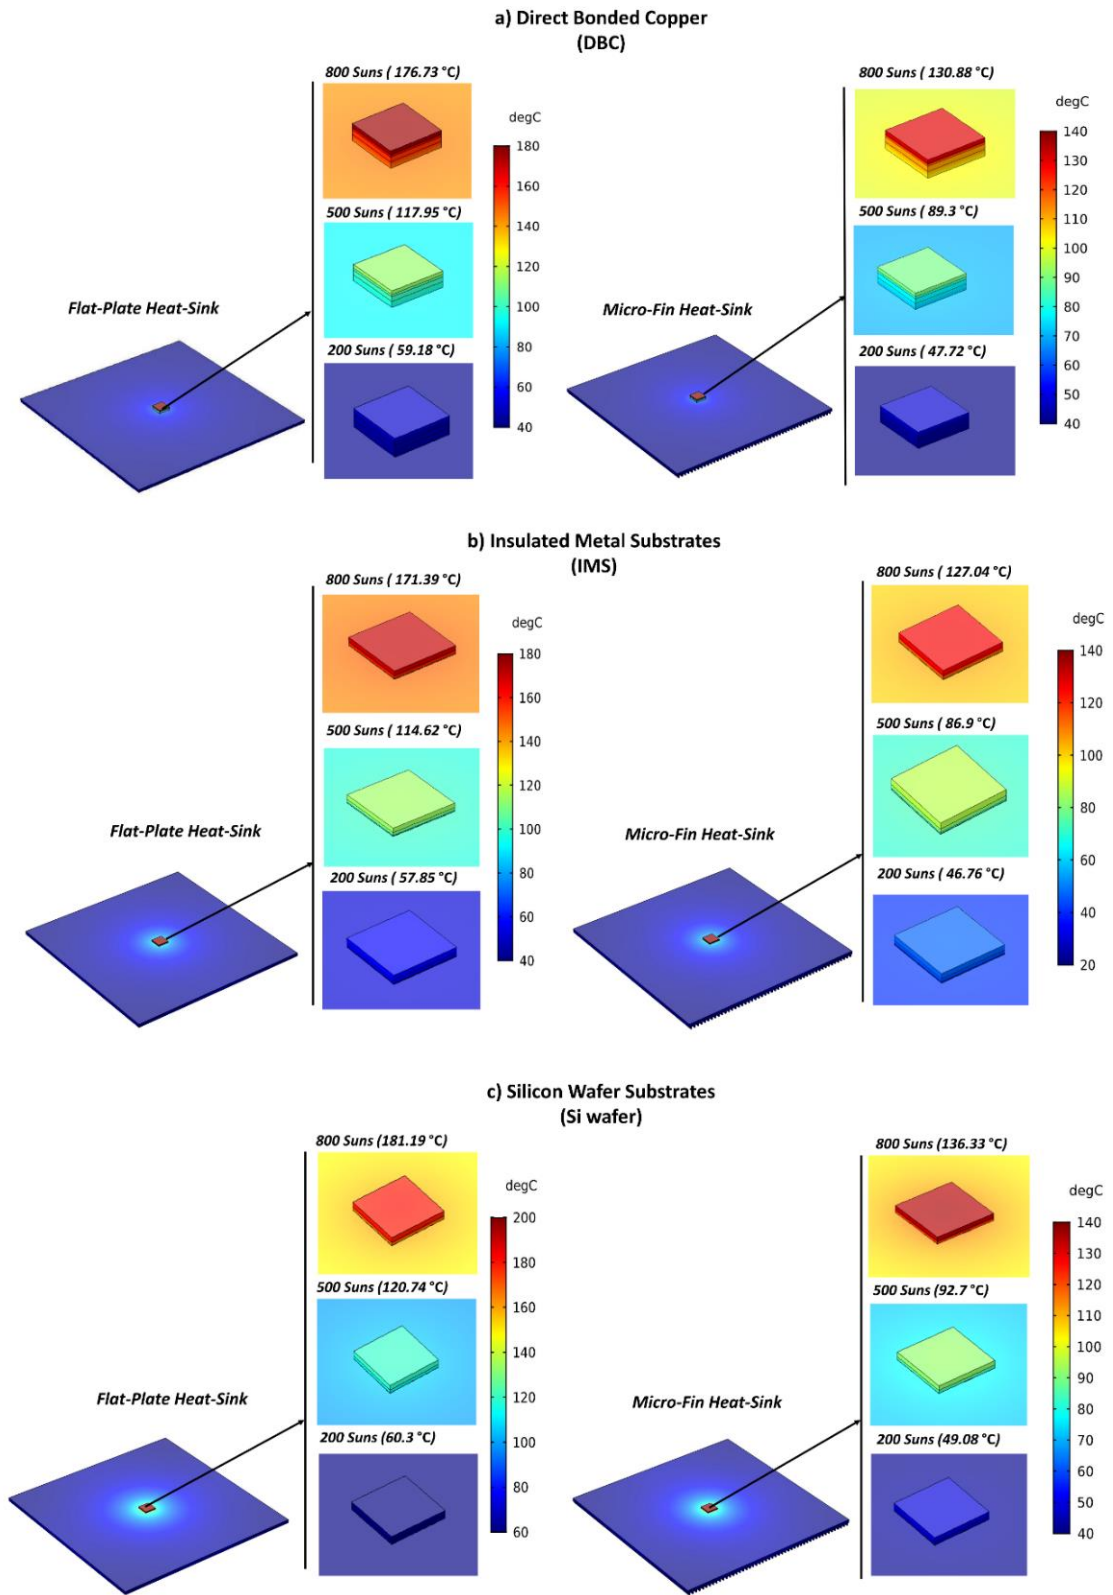 a) Direct Bonded Copper
(DBC)
800 Suns ( 176.73 °C)
degC
180
160
140
120
100
80
60
40
500 Suns ( 117.95 °C)
Flat-Plate Heat-Sink
200 Suns ( 59.18 °C)
800 Suns ( 130.88 °C)
degC
140
130
120
110
100
90
80
70
60
50
40
500 Suns ( 89.3 °C)
Micro-Fin Heat-Sink
200 Suns ( 47.72 °C)
b) Insulated Metal Substrates
(IMS)
800 Suns ( 171.39 °C)
degC
180
160
140
120
100
80
60
40
500 Suns ( 114.62 °C)
Flat-Plate Heat-Sink
200 Suns ( 57.85 °C)
800 Suns ( 127.04 °C)
degC
140
120
100
80
60
40
20
500 Suns ( 86.9 °C)
Micro-Fin Heat-Sink
200 Suns ( 46.76 °C)
c) Silicon Wafer Substrates
(Si wafer)
800 Suns (181.19 °C)
degC
200
180
160
140
120
100
80
60
500 Suns (120.74 °C)
Flat-Plate Heat-Sink
200 Suns (60.3 °C)
800 Suns (136.33 °C)
degC
140
130
120
110
100
90
80
70
60
50
40
500 Suns (92.7 °C)
Micro-Fin Heat-Sink
200 Suns (49.08 °C)